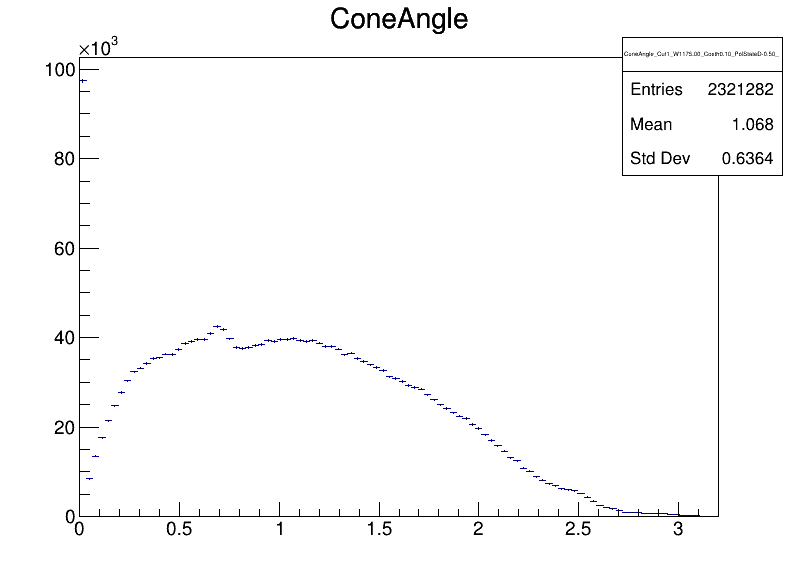 ConeAngle
×10³
ConeAngle_Cut1_W1175.00_Costh0.10_PolStateD-0.50_
Entries 2321282
Mean 1.068
Std Dev 0.6364
100
80
60
40
20
0
0 0.5 1 1.5 2 2.5 3